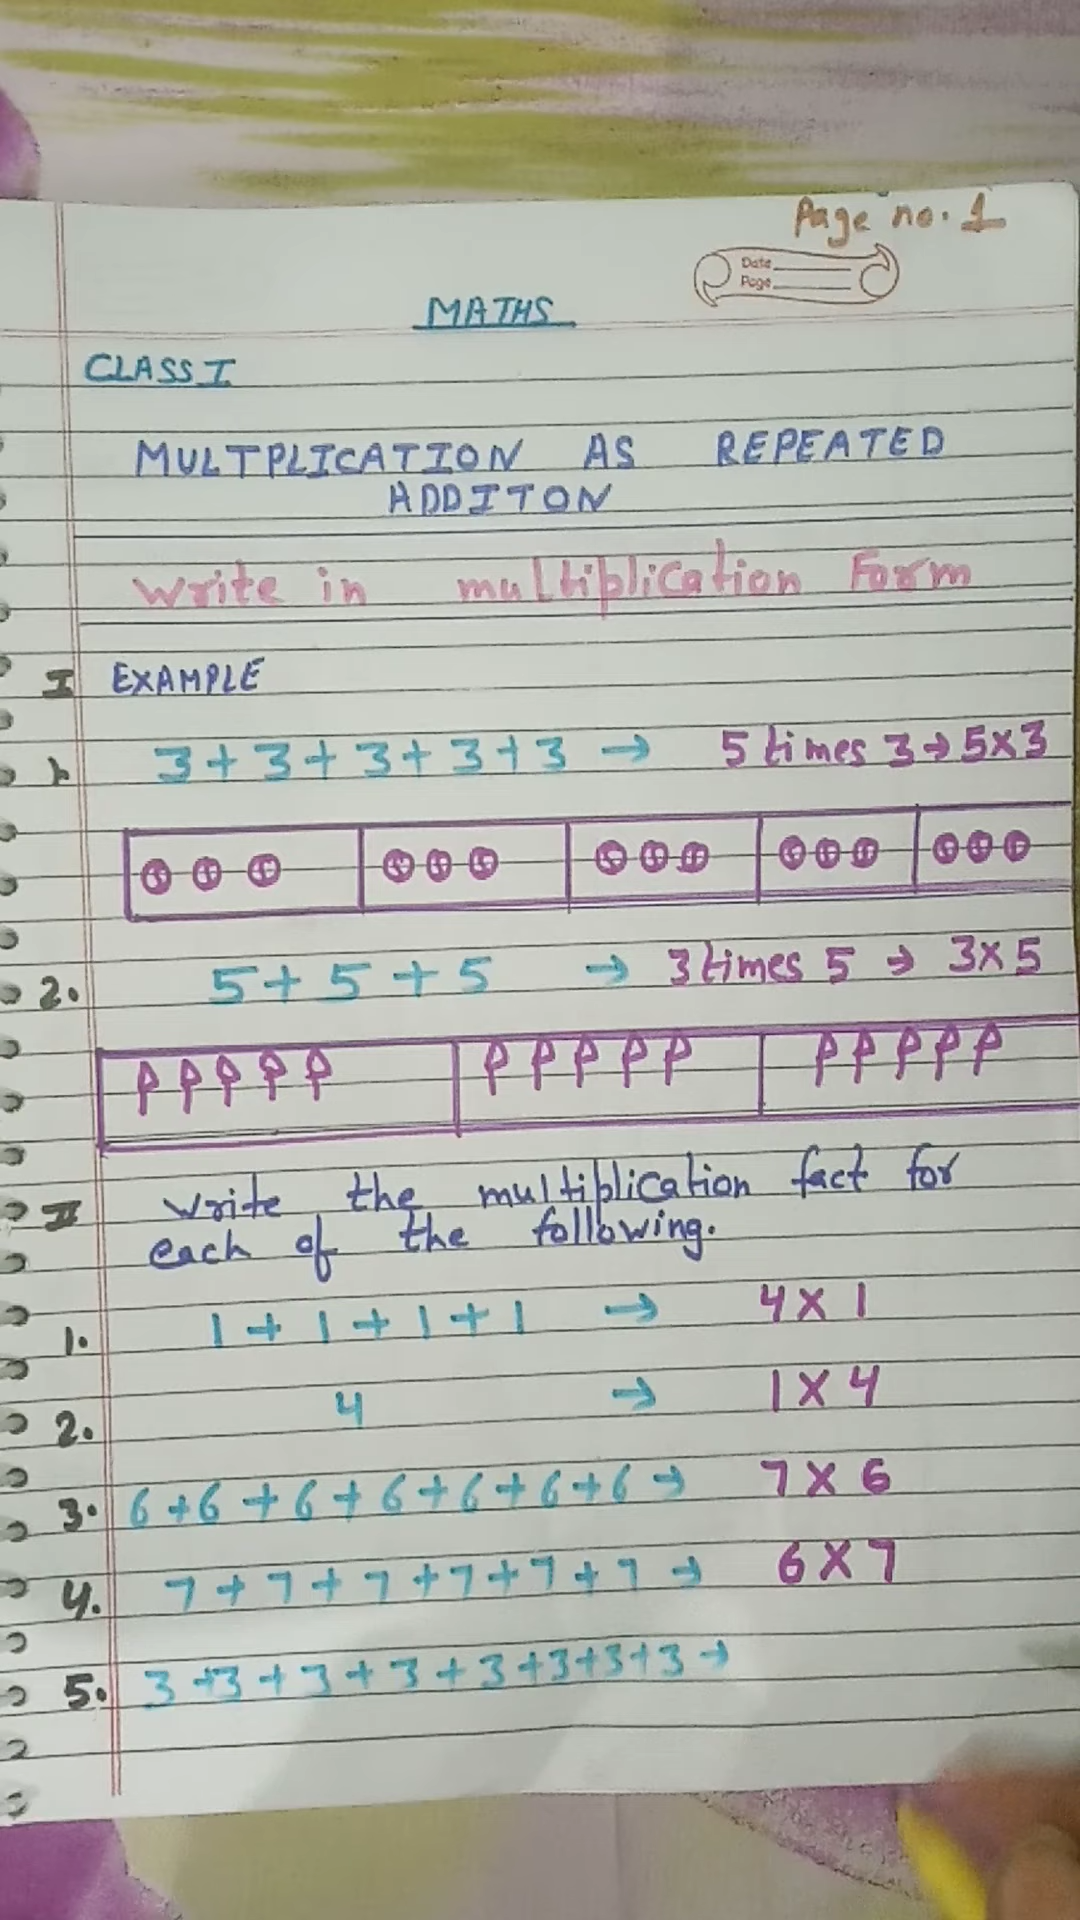 Page no. 1
Date
Page
MATHS
CLASS I
MULTPLICATION AS REPEATED
ADDITON
Write in multiplication Form
I EXAMPLE
1. 3+3+3+3+3 → 5 times 3 → 5×3
2. 5+5+5 → 3 times 5 → 3×5
II Write the multiplication fact for
each of the following.
1. 1+1+1+1 → 4×1
2. 4 → 1×4
3. 6+6+6+6+6+6+6 → 7×6
4. 7+7+7+7+7+7 → 6×7
5. 3+3+3+3+3+3+3+3 →